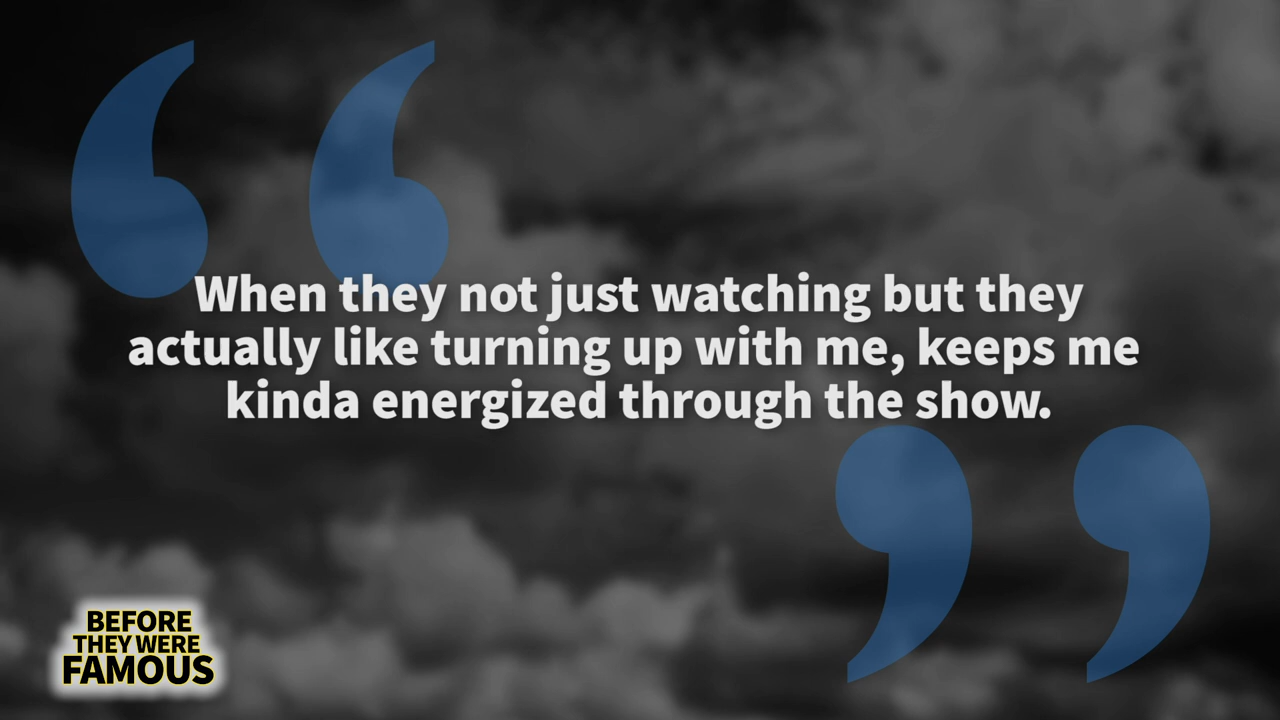 When they not just watching but they
actually like turning up with me, keeps me
kinda energized through the show.
BEFORE
THEY WERE
FAMOUS